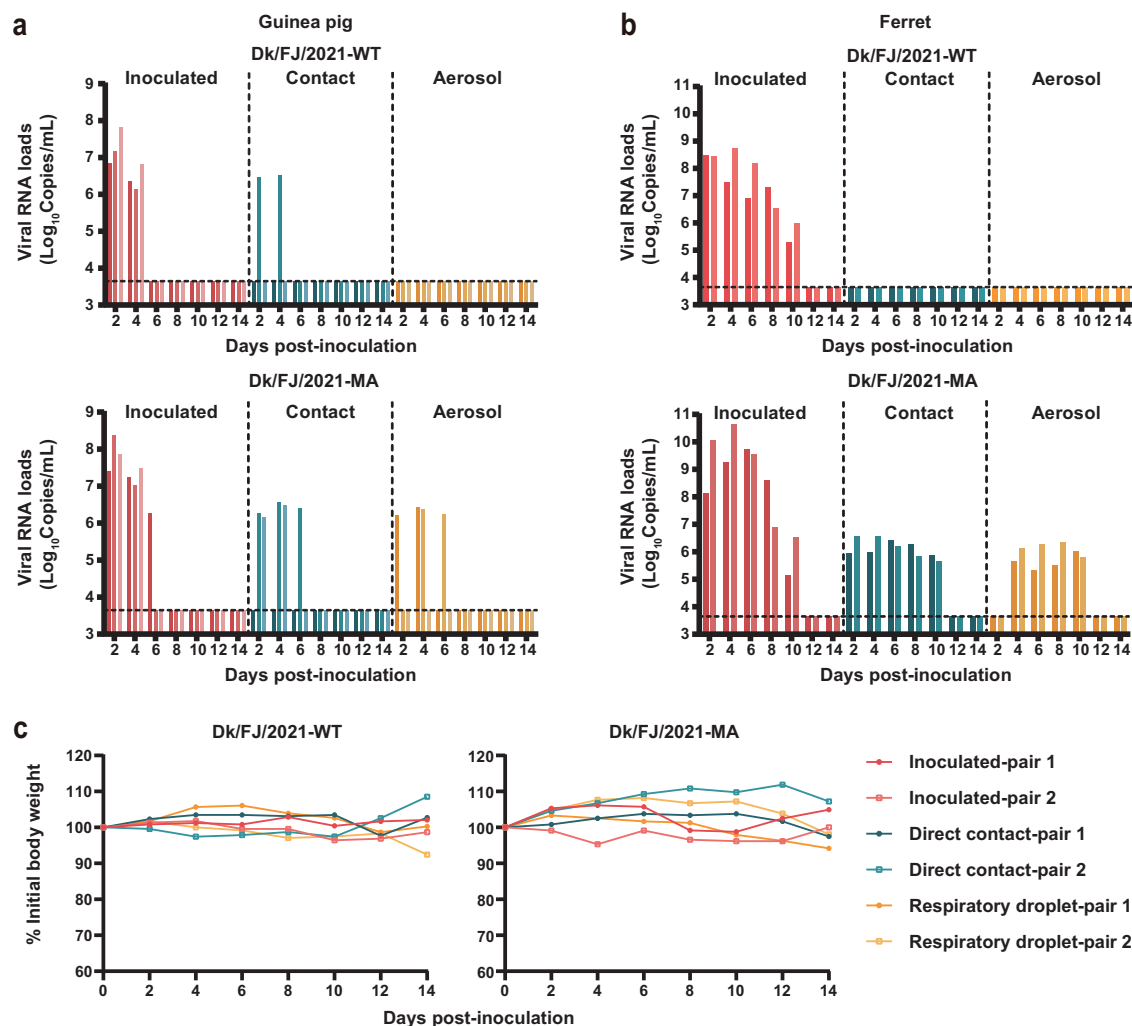 a
Guinea pig
Dk/FJ/2021-WT
Inoculated Contact Aerosol
Viral RNA loads
(Log10Copies/mL)
9
8
7
6
5
4
3
2 4 6 8 10 12 14 2 4 6 8 10 12 14 2 4 6 8 10 12 14
Days post-inoculation
Dk/FJ/2021-MA
Inoculated Contact Aerosol
Viral RNA loads
(Log10Copies/mL)
9
8
7
6
5
4
3
2 4 6 8 10 12 14 2 4 6 8 10 12 14 2 4 6 8 10 12 14
Days post-inoculation
b
Ferret
Dk/FJ/2021-WT
Inoculated Contact Aerosol
Viral RNA loads
(Log10Copies/mL)
11
10
9
8
7
6
5
4
3
2 4 6 8 10 12 14 2 4 6 8 10 12 14 2 4 6 8 10 12 14
Days post-inoculation
Dk/FJ/2021-MA
Inoculated Contact Aerosol
Viral RNA loads
(Log10Copies/mL)
11
10
9
8
7
6
5
4
3
2 4 6 8 10 12 14 2 4 6 8 10 12 14 2 4 6 8 10 12 14
Days post-inoculation
c
Dk/FJ/2021-WT
% Initial body weight
120
110
100
90
80
70
60
0 2 4 6 8 10 12 14
Dk/FJ/2021-MA
120
110
100
90
80
70
60
0 2 4 6 8 10 12 14
Days post-inoculation
Inoculated-pair 1
Inoculated-pair 2
Direct contact-pair 1
Direct contact-pair 2
Respiratory droplet-pair 1
Respiratory droplet-pair 2